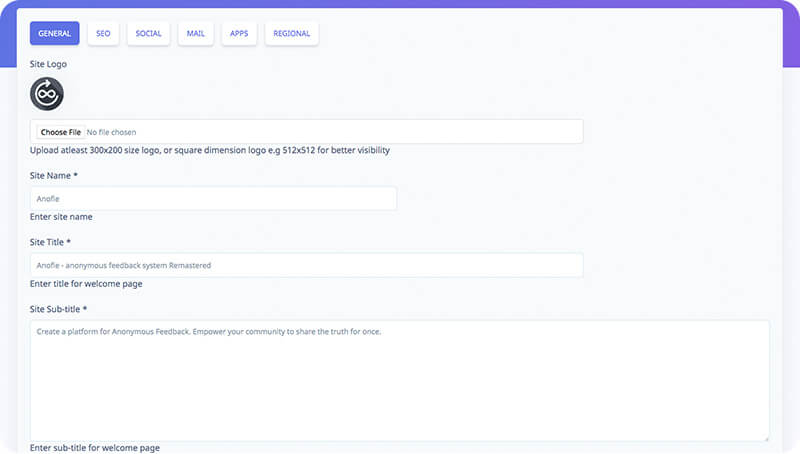 GENERAL SEO SOCIAL MAIL APPS REGIONAL
Site Logo
Choose File No file chosen
Upload atleast 300x200 size logo, or square dimension logo e.g 512x512 for better visibility
Site Name *
Anofie
Enter site name
Site Title *
Anofie - anonymous feedback system Remastered
Enter title for welcome page
Site Sub-title *
Create a platform for Anonymous Feedback. Empower your community to share the truth for once.
Enter sub-title for welcome page